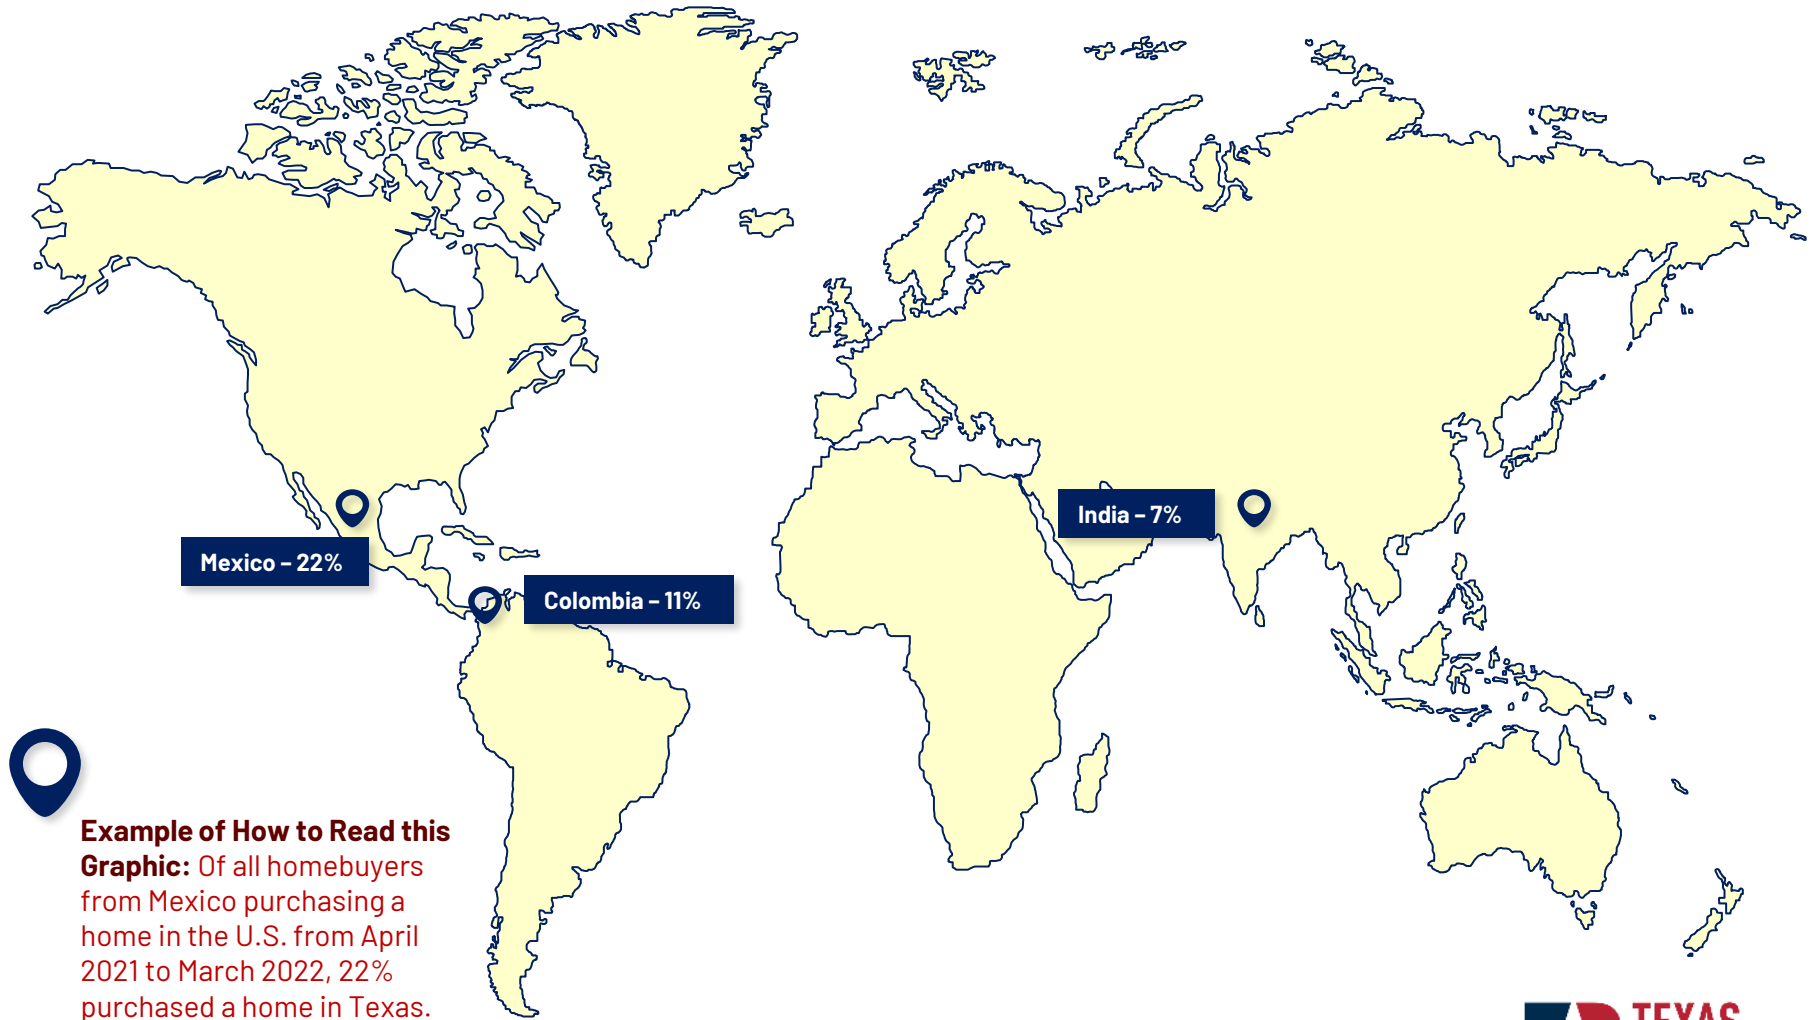 India – 7%
Mexico – 22%
Colombia – 11%
Example of How to Read this
Graphic: Of all homebuyers
from Mexico purchasing a
home in the U.S. from April
2021 to March 2022, 22%
purchased a home in Texas.
TEXAS